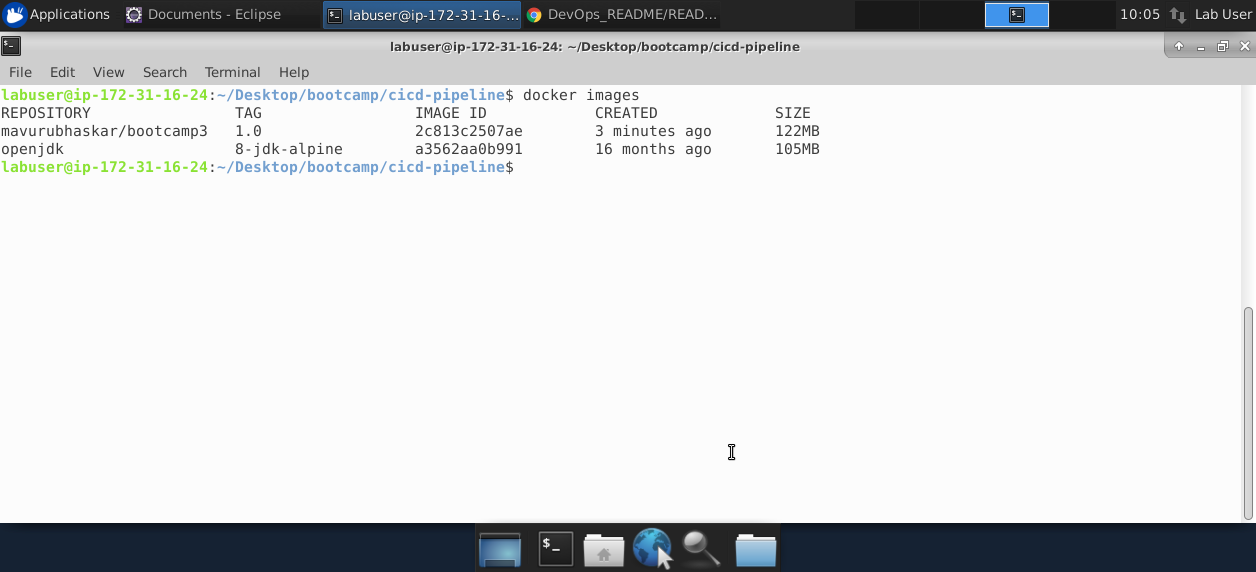 Applications Documents - Eclipse labuser@ip-172-31-16-... DevOps_README/READ... 10:05 Lab User
labuser@ip-172-31-16-24: ~/Desktop/bootcamp/cicd-pipeline
File Edit View Search Terminal Help
labuser@ip-172-31-16-24:~/Desktop/bootcamp/cicd-pipeline$ docker images
REPOSITORY TAG IMAGE ID CREATED SIZE
mavurubhaskar/bootcamp3 1.0 2c813c2507ae 3 minutes ago 122MB
openjdk 8-jdk-alpine a3562aa0b991 16 months ago 105MB
labuser@ip-172-31-16-24:~/Desktop/bootcamp/cicd-pipeline$